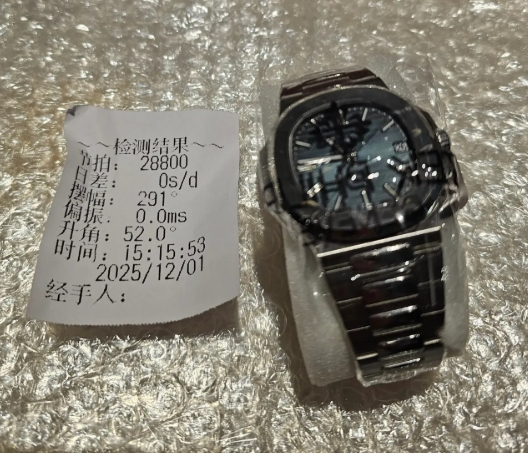 ~~检测结果~~
节拍: 28800
日差: 0s/d
摆幅: 291°
偏振: 0.0ms
升角: 52.0°
时间: 15:15:53
2025/12/01
经手人: